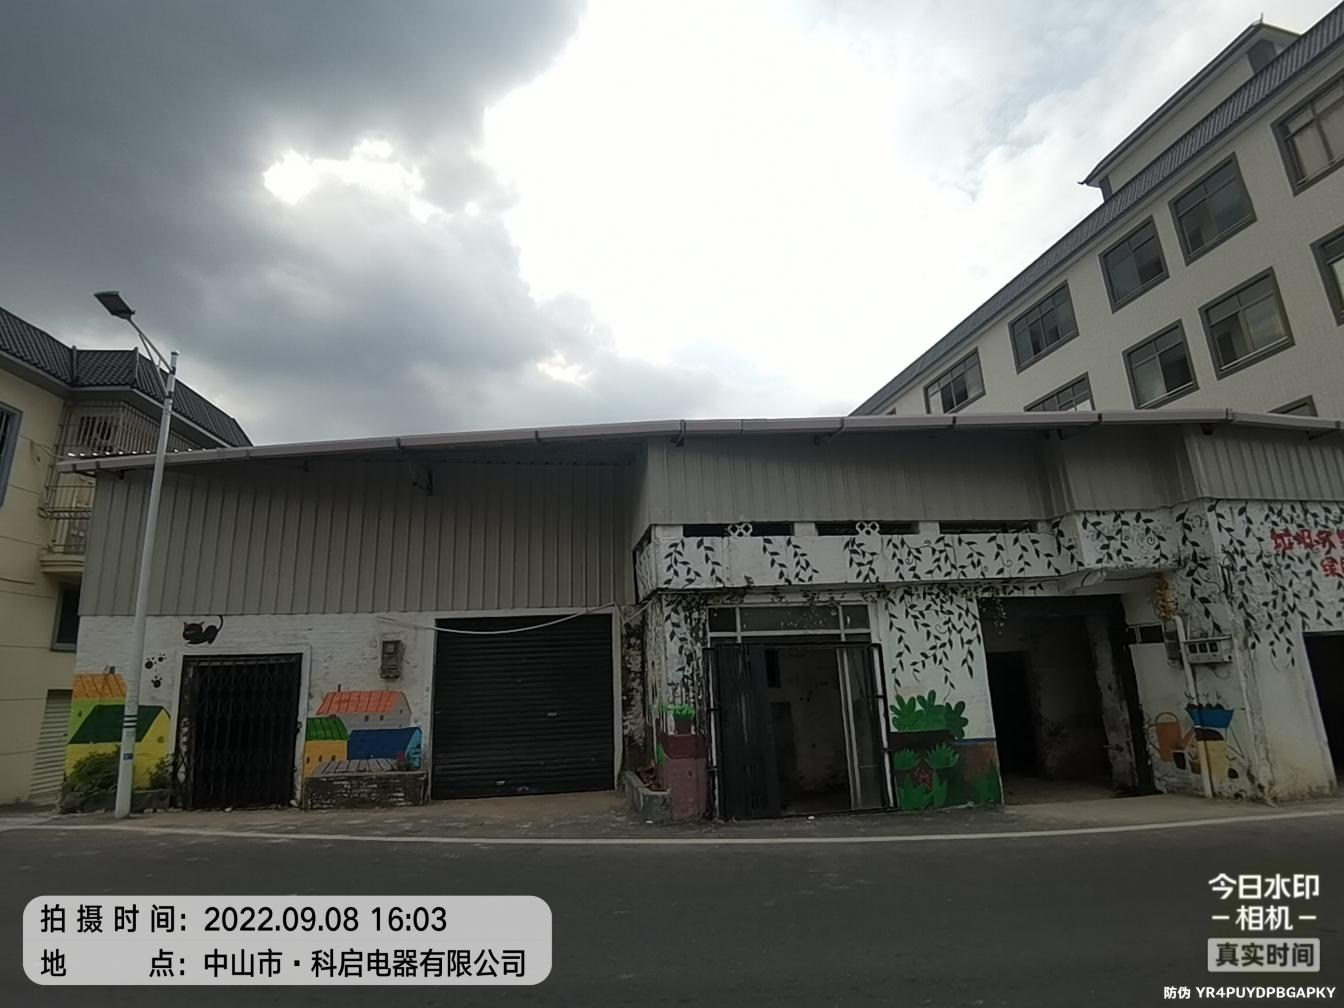 拍摄时间: 2022.09.08 16:03
地点: 中山市·科启电器有限公司
今日水印
-相机-
真实时间
防伪 YR4PUYDPBGAPKY